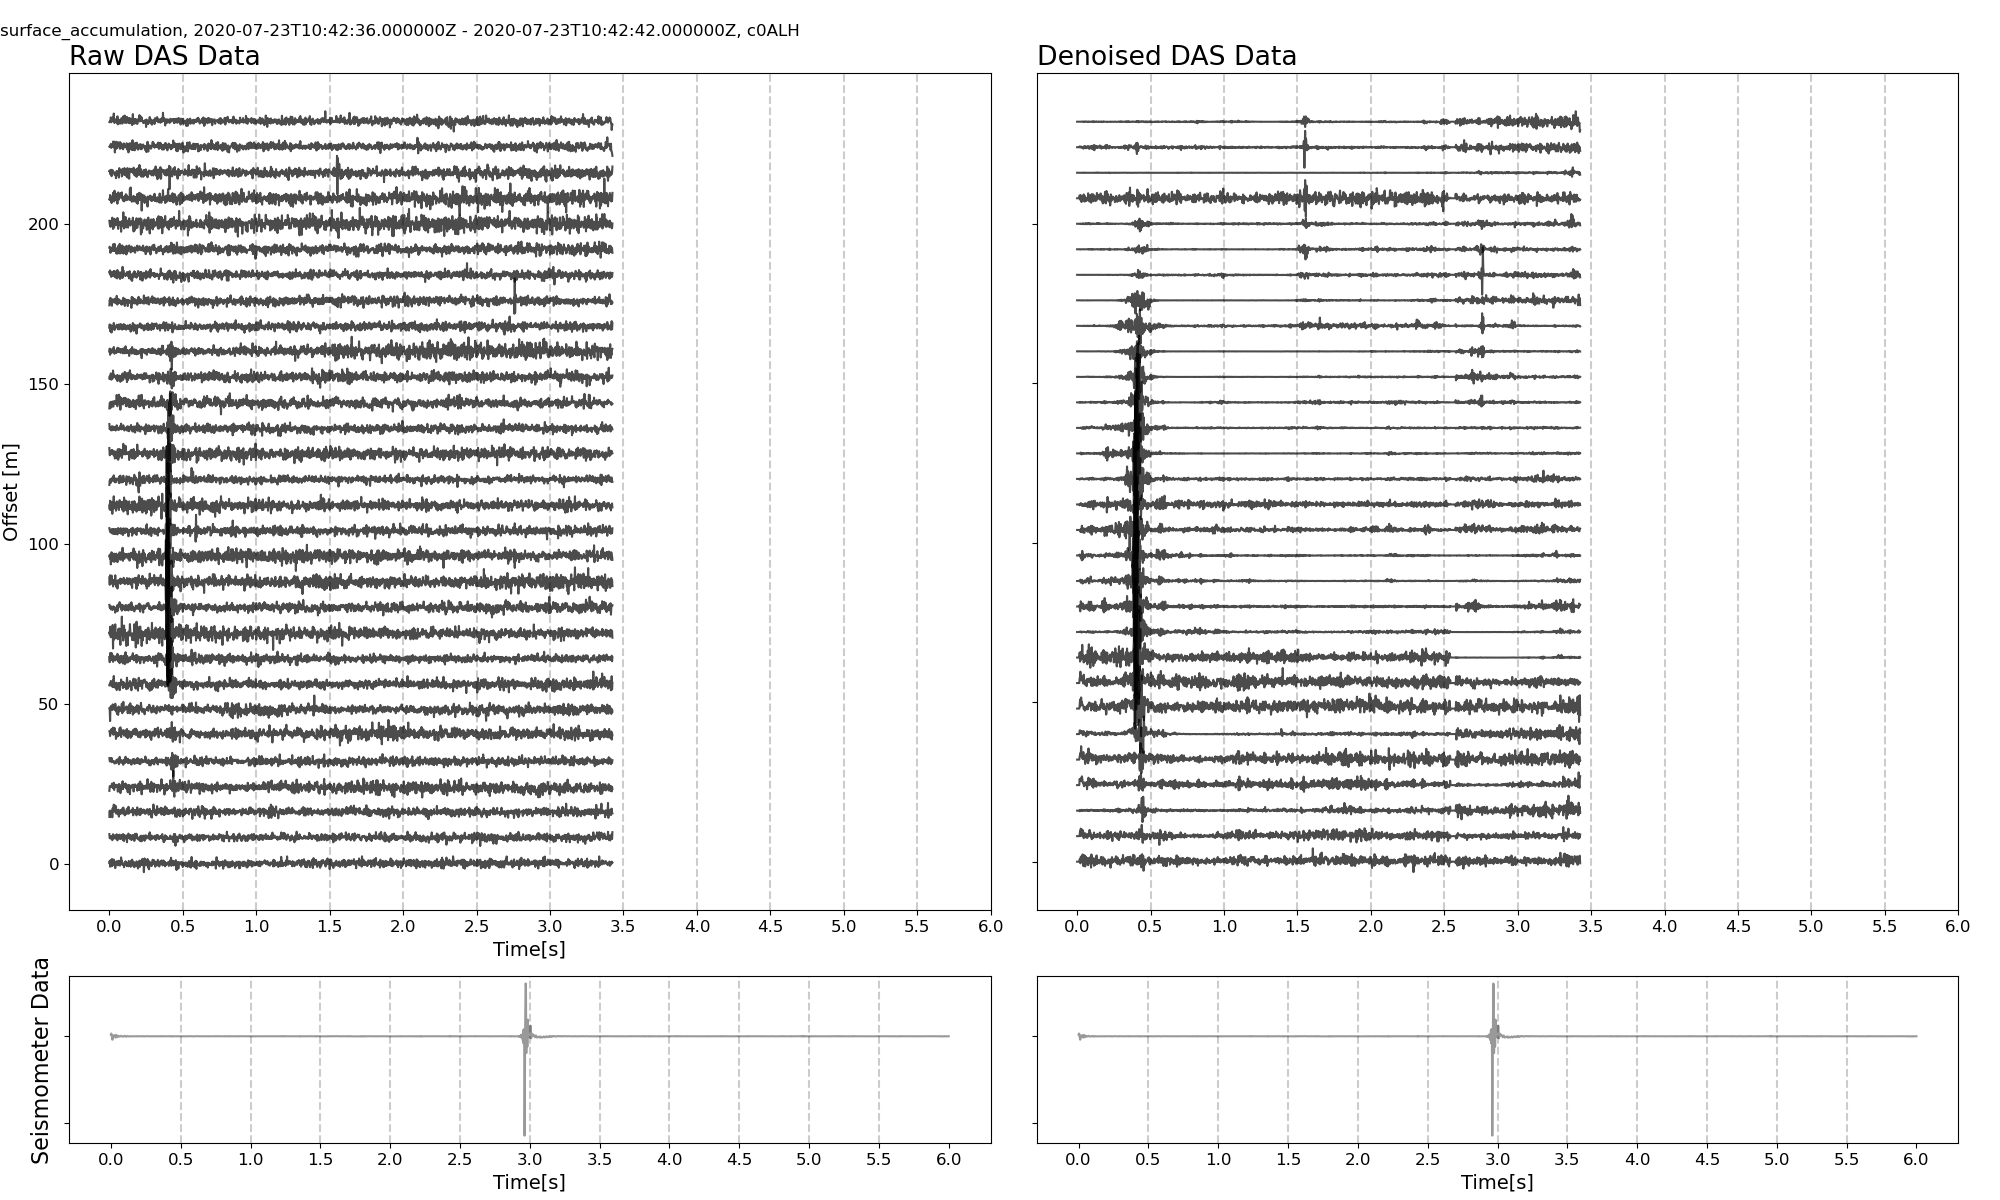 surface_accumulation, 2020-07-23T10:42:36.000000Z - 2020-07-23T10:42:42.000000Z, c0ALH
Raw DAS Data
Denoised DAS Data
Offset [m]
200
150
100
50
0
0.0 0.5 1.0 1.5 2.0 2.5 3.0 3.5 4.0 4.5 5.0 5.5 6.0
Time[s]
0.0 0.5 1.0 1.5 2.0 2.5 3.0 3.5 4.0 4.5 5.0 5.5 6.0
Seismometer Data
0.0 0.5 1.0 1.5 2.0 2.5 3.0 3.5 4.0 4.5 5.0 5.5 6.0
Time[s]
0.0 0.5 1.0 1.5 2.0 2.5 3.0 3.5 4.0 4.5 5.0 5.5 6.0
Time[s]